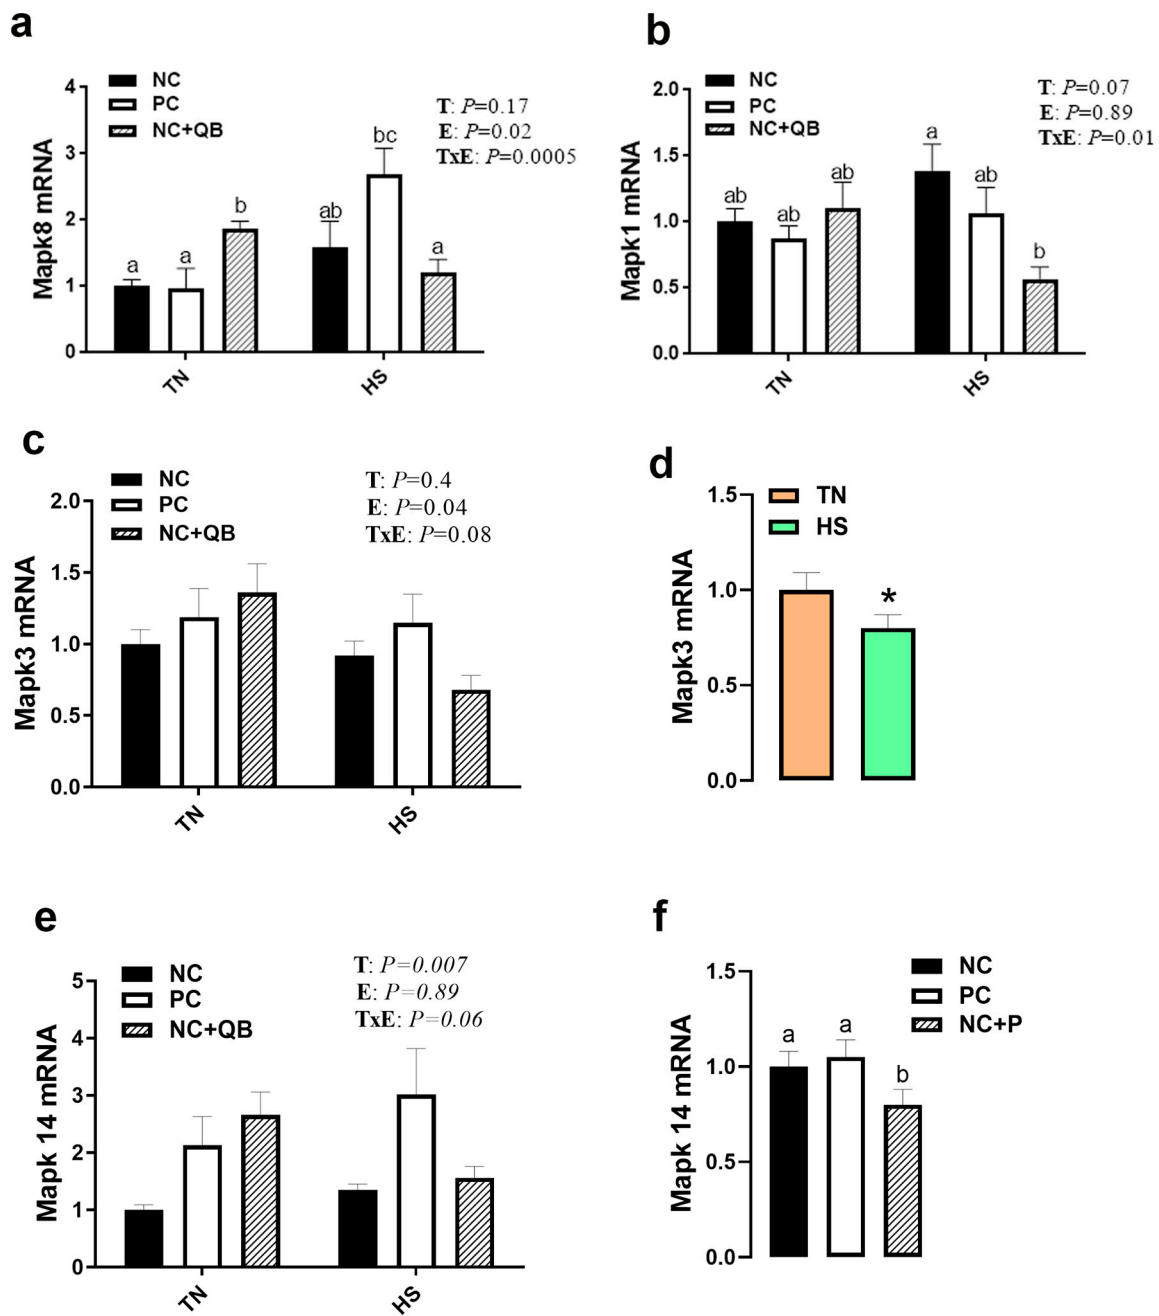 a
NC
PC
NC+QB
T: P=0.17
E: P=0.02
TxE: P=0.0005
Mapk8 mRNA
4
3
2
1
0
a
a
b
ab
bc
a
TN
HS
b
NC
PC
NC+QB
T: P=0.07
E: P=0.89
TxE: P=0.01
Mapk1 mRNA
2.0
1.5
1.0
0.5
0.0
ab
ab
ab
a
ab
b
TN
HS
c
NC
PC
NC+QB
T: P=0.4
E: P=0.04
TxE: P=0.08
Mapk3 mRNA
2.0
1.5
1.0
0.5
0.0
TN
HS
d
TN
HS
Mapk3 mRNA
1.5
1.0
0.5
0.0
*
e
NC
PC
NC+QB
T: P=0.007
E: P=0.89
TxE: P=0.06
Mapk 14 mRNA
5
4
3
2
1
0
TN
HS
f
NC
PC
NC+P
Mapk 14 mRNA
1.5
1.0
0.5
0.0
a
a
b